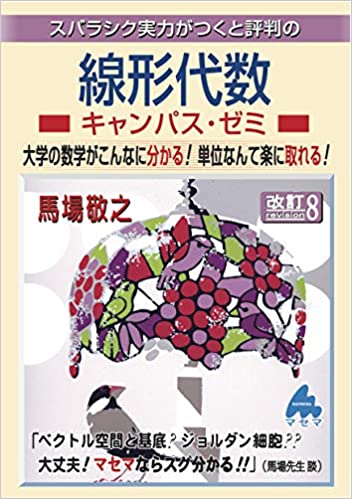 スバラシク実力がつくと評判の
線形代数
キャンパス・ゼミ
大学の数学がこんなに分かる！単位なんて楽に取れる！
馬場敬之
改訂8
revision
MATHEMA
マセマ
「ベクトル空間と基底？ジョルダン細胞??
大丈夫！マセマならスグ分かる!!」（馬場先生 談）